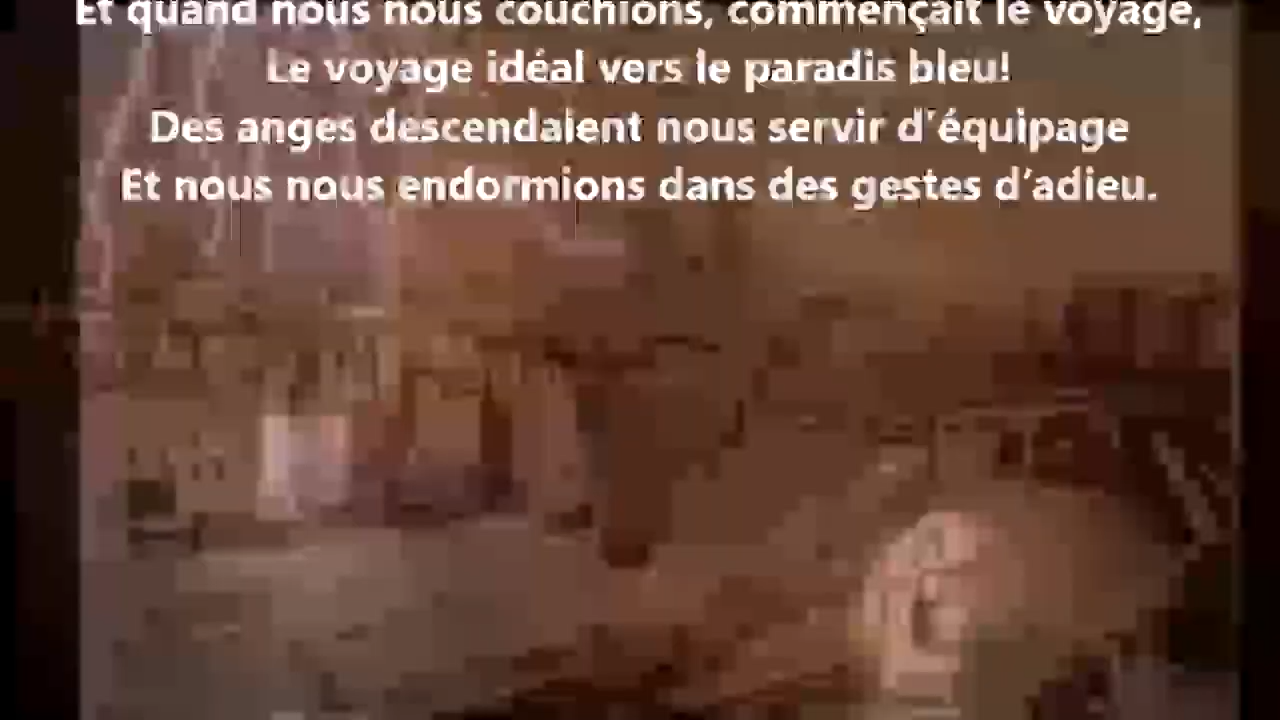 Et quand nous nous couchions, commençait le voyage,
Le voyage idéal vers le paradis bleu!
Des anges descendaient nous servir d'équipage
Et nous nous endormions dans des gestes d'adieu.